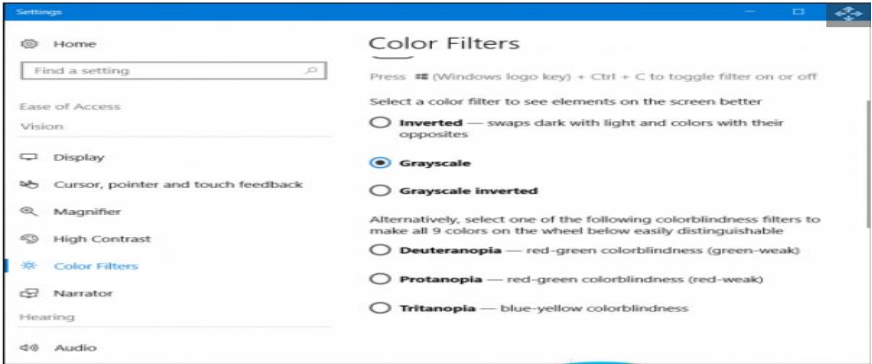 Settings
Home
Find a setting
Ease of Access
Vision
Display
Cursor, pointer and touch feedback
Magnifier
High Contrast
Color Filters
Narrator
Hearing
Audio
Color Filters
Press (Windows logo key) + Ctrl + C to toggle filter on or off
Select a color filter to see elements on the screen better
Inverted — swaps dark with light and colors with their
opposites
Grayscale
Grayscale inverted
Alternatively, select one of the following colorblindness filters to
make all 9 colors on the wheel below easily distinguishable
Deuteranopia — red-green colorblindness (green-weak)
Protanopia — red-green colorblindness (red-weak)
Tritanopia — blue-yellow colorblindness